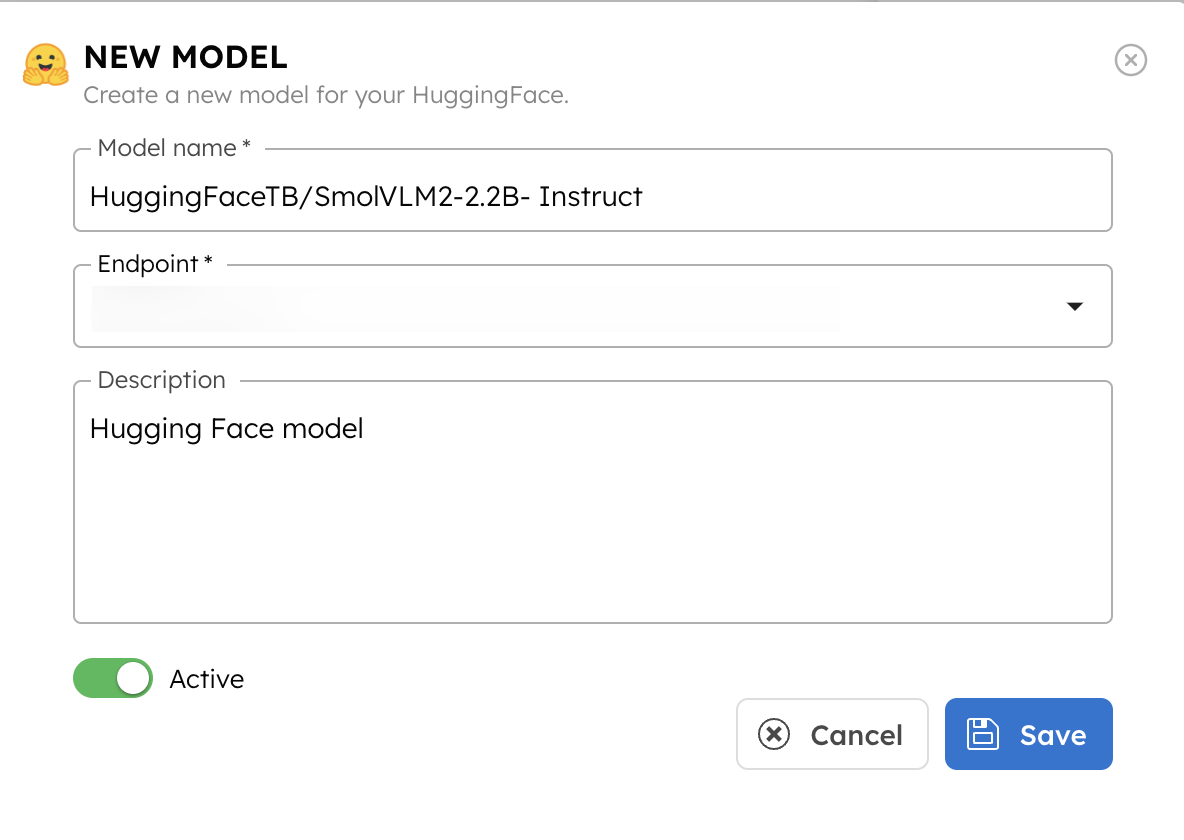 NEW MODEL
Create a new model for your HuggingFace.
Model name *
HuggingFaceTB/SmolVLM2-2.2B- Instruct
Endpoint *
Description
Hugging Face model
Active
Cancel
Save